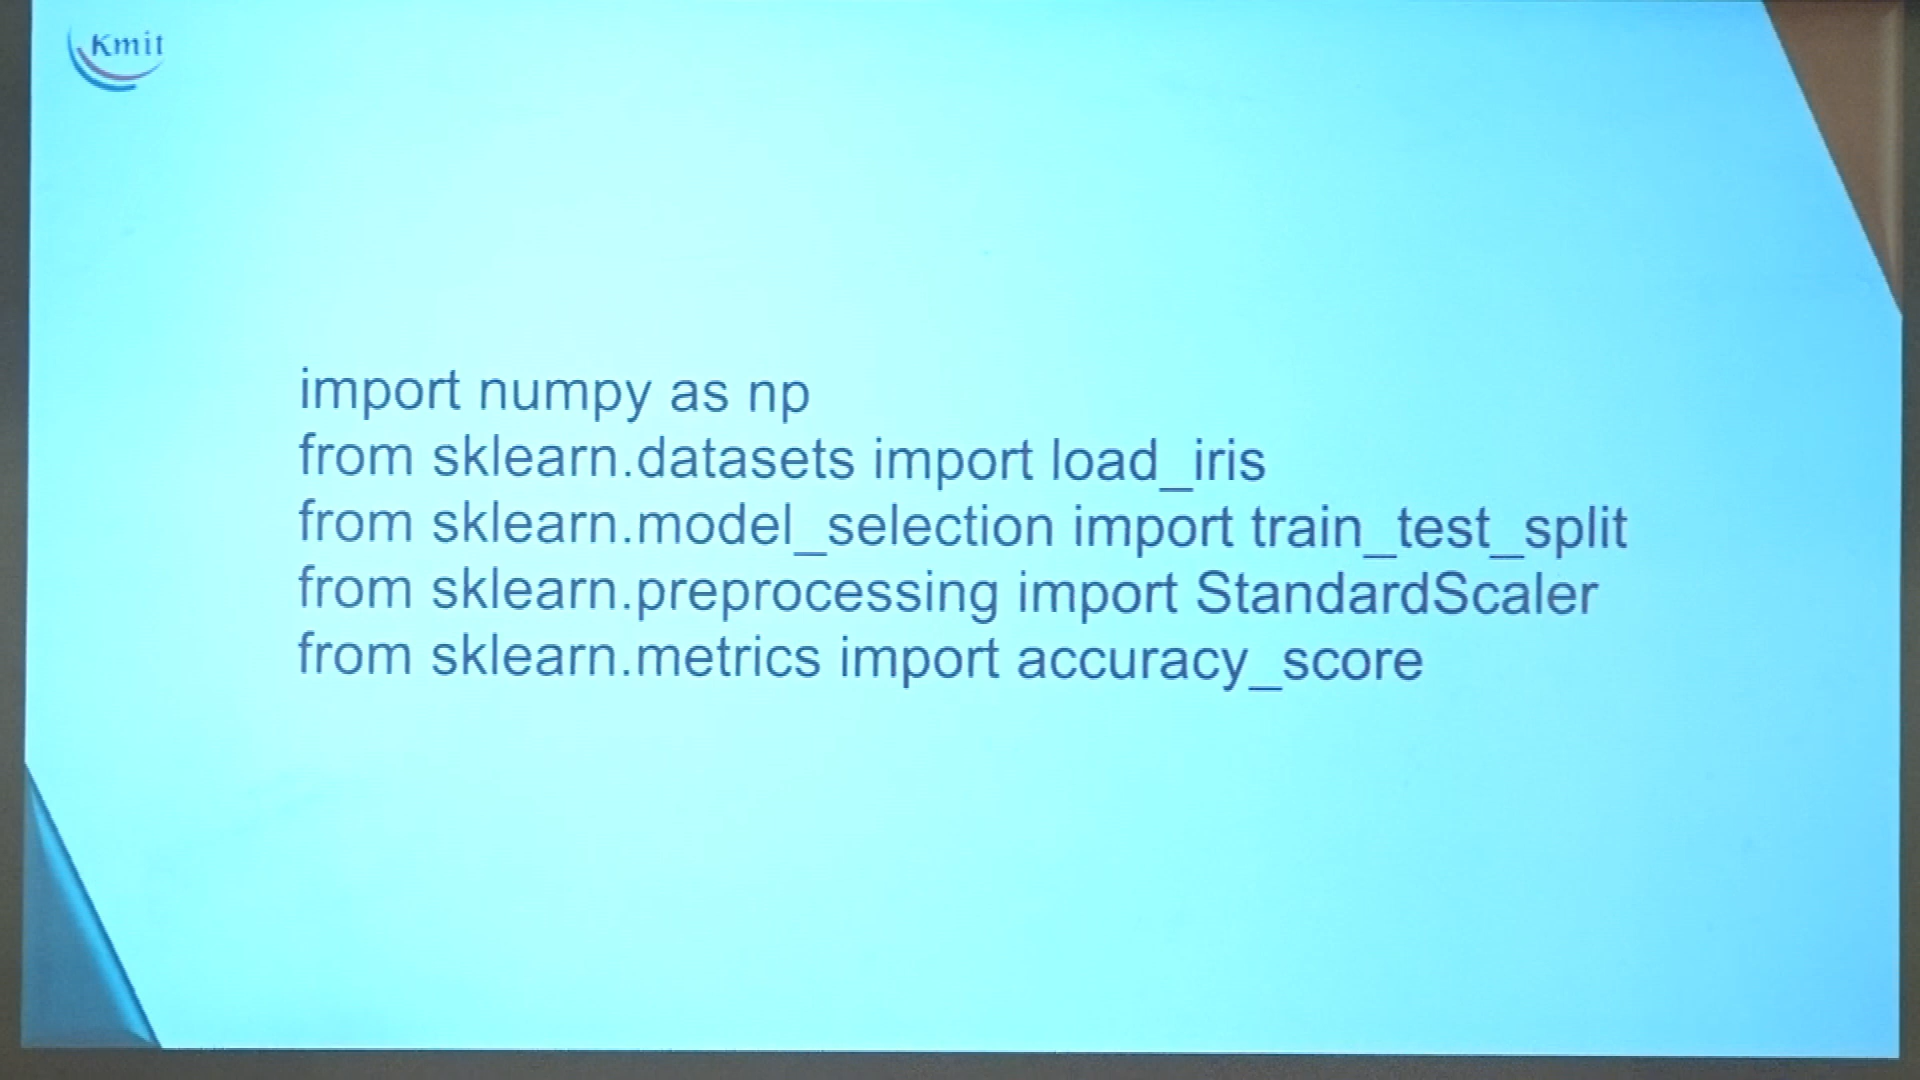 Kmit
import numpy as np
from sklearn.datasets import load_iris
from sklearn.model_selection import train_test_split
from sklearn.preprocessing import StandardScaler
from sklearn.metrics import accuracy_score